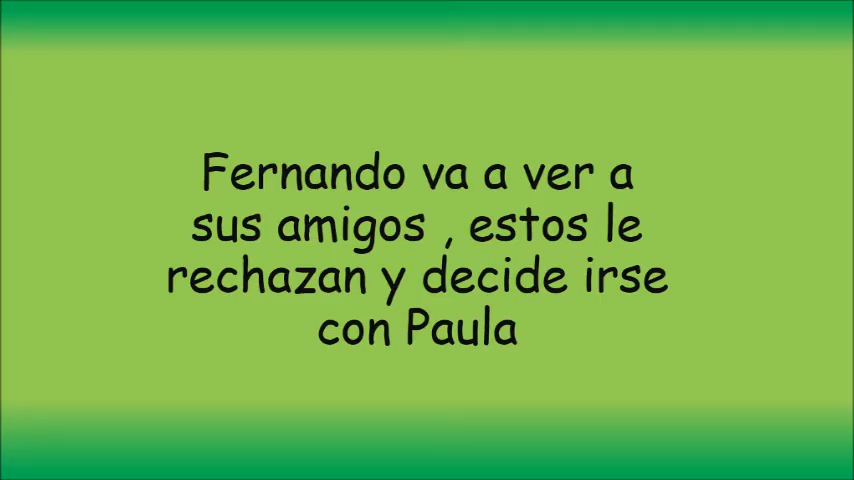 Fernando va a ver a
sus amigos , estos le
rechazan y decide irse
con Paula